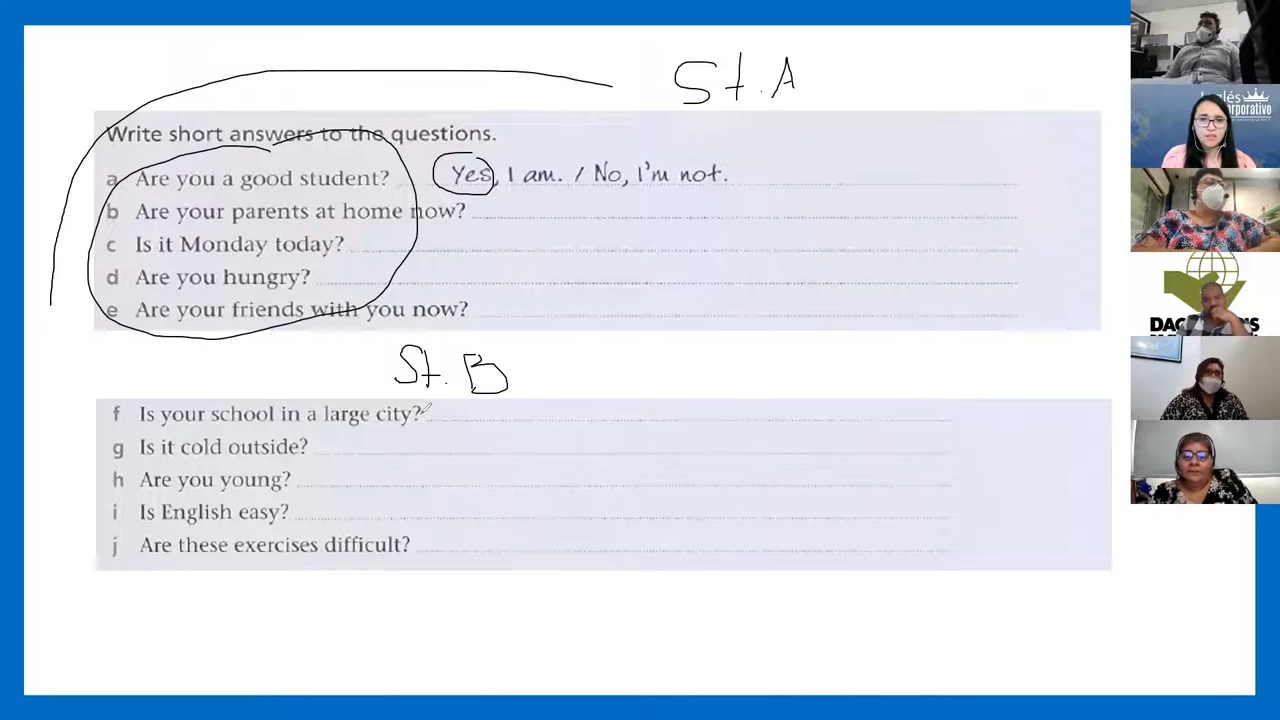 St. A
Write short answers to the questions.
a Are you a good student? Yes, I am. / No, I'm not.
b Are your parents at home now?
c Is it Monday today?
d Are you hungry?
e Are your friends with you now?
St. B
f Is your school in a large city?
g Is it cold outside?
h Are you young?
i Is English easy?
j Are these exercises difficult?
Inglés